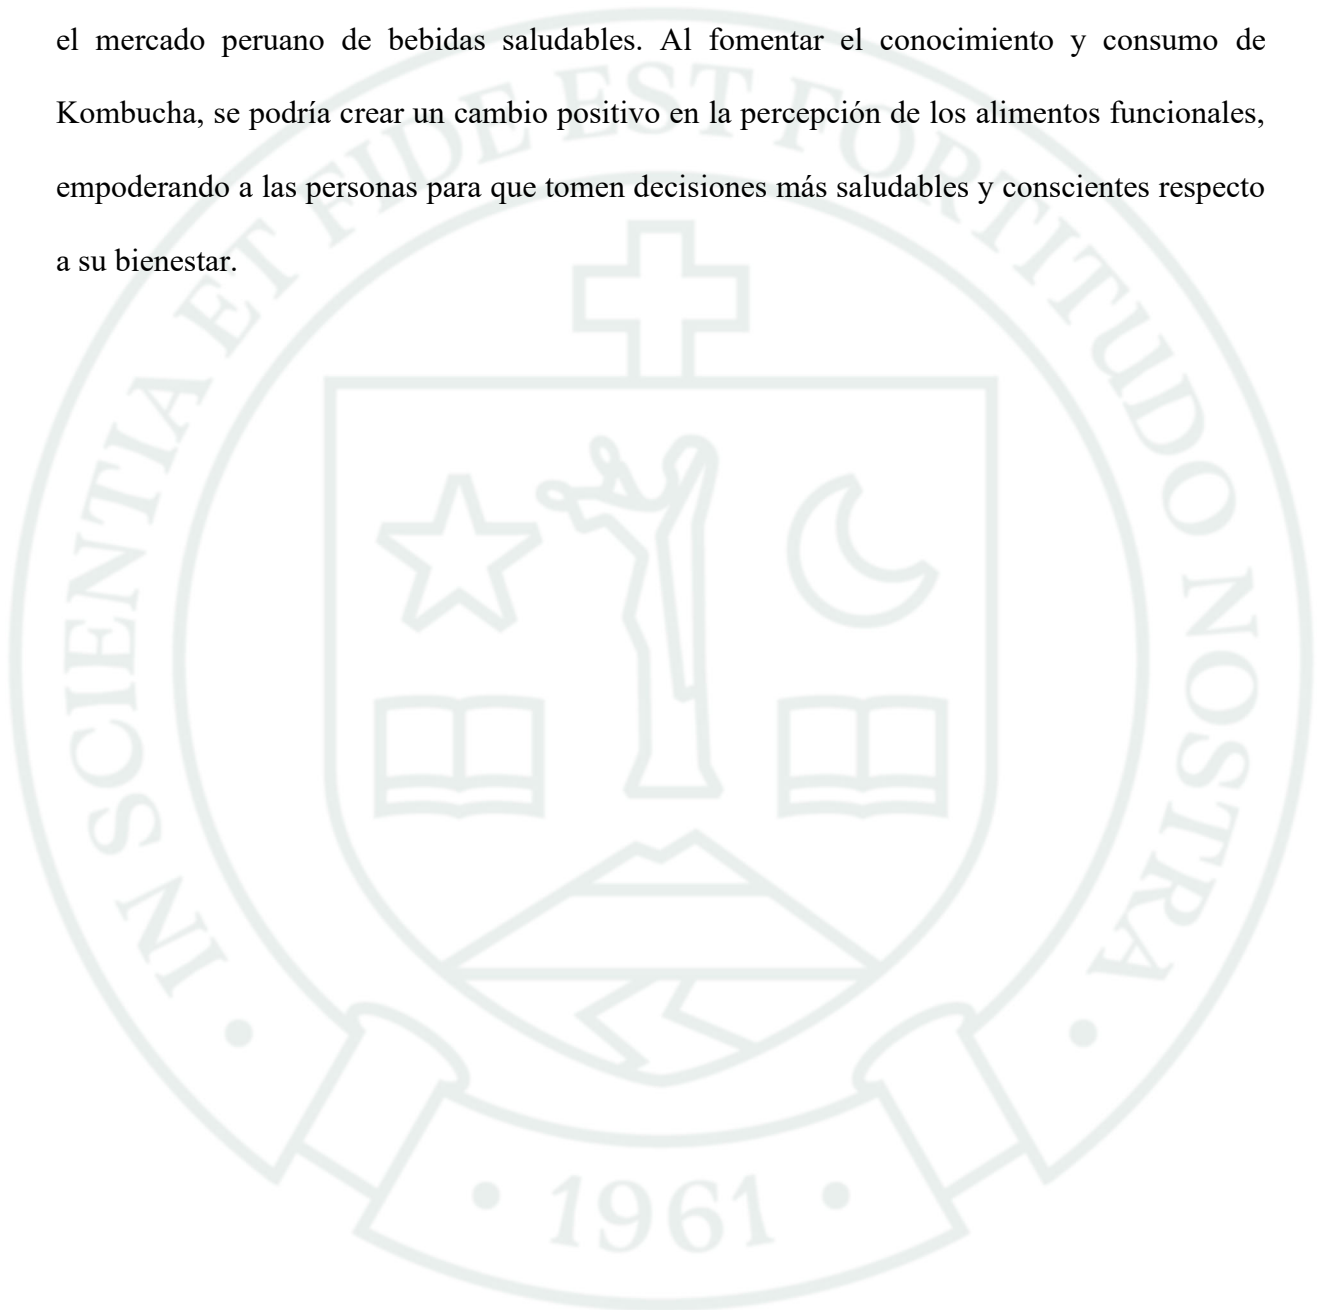 el mercado peruano de bebidas saludables. Al fomentar el conocimiento y consumo de
Kombucha, se podría crear un cambio positivo en la percepción de los alimentos funcionales,
empoderando a las personas para que tomen decisiones más saludables y conscientes respecto
a su bienestar.
IN SCIENTIA ET FIDE EST FORTITUDO NOSTRA
• 1961 •